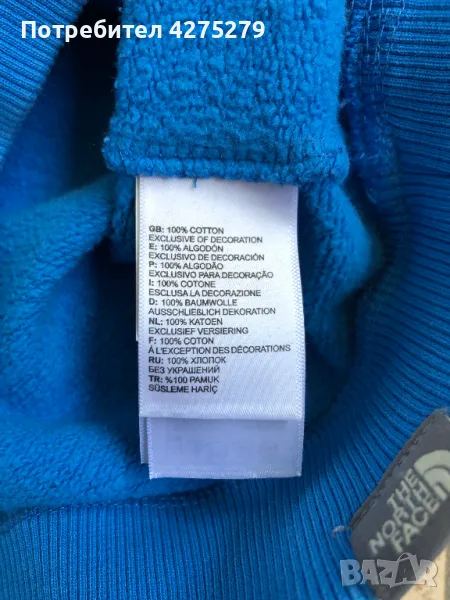 Потребител 4275279
GB: 100% COTTON
EXCLUSIVE OF DECORATION
E: 100% ALGODÓN
EXCLUSIVO DE DECORACIÓN
P: 100% ALGODÃO
EXCLUSIVO PARA DECORAÇÃO
I: 100% COTONE
ESCLUSA LA DECORAZIONE
D: 100% BAUMWOLLE
AUSSCHLIEßLICH DEKORATION
NL: 100% KATOEN
EXCLUSIEF VERSIERING
F: 100% COTON
Á L'EXCEPTION DES DÉCORATIONS
RU: 100% ХЛОПОК
БЕЗ УКРАШЕНИЙ
TR: %100 PAMUK
SÜSLEME HARİÇ
THE
NORTH
FACE
bazar